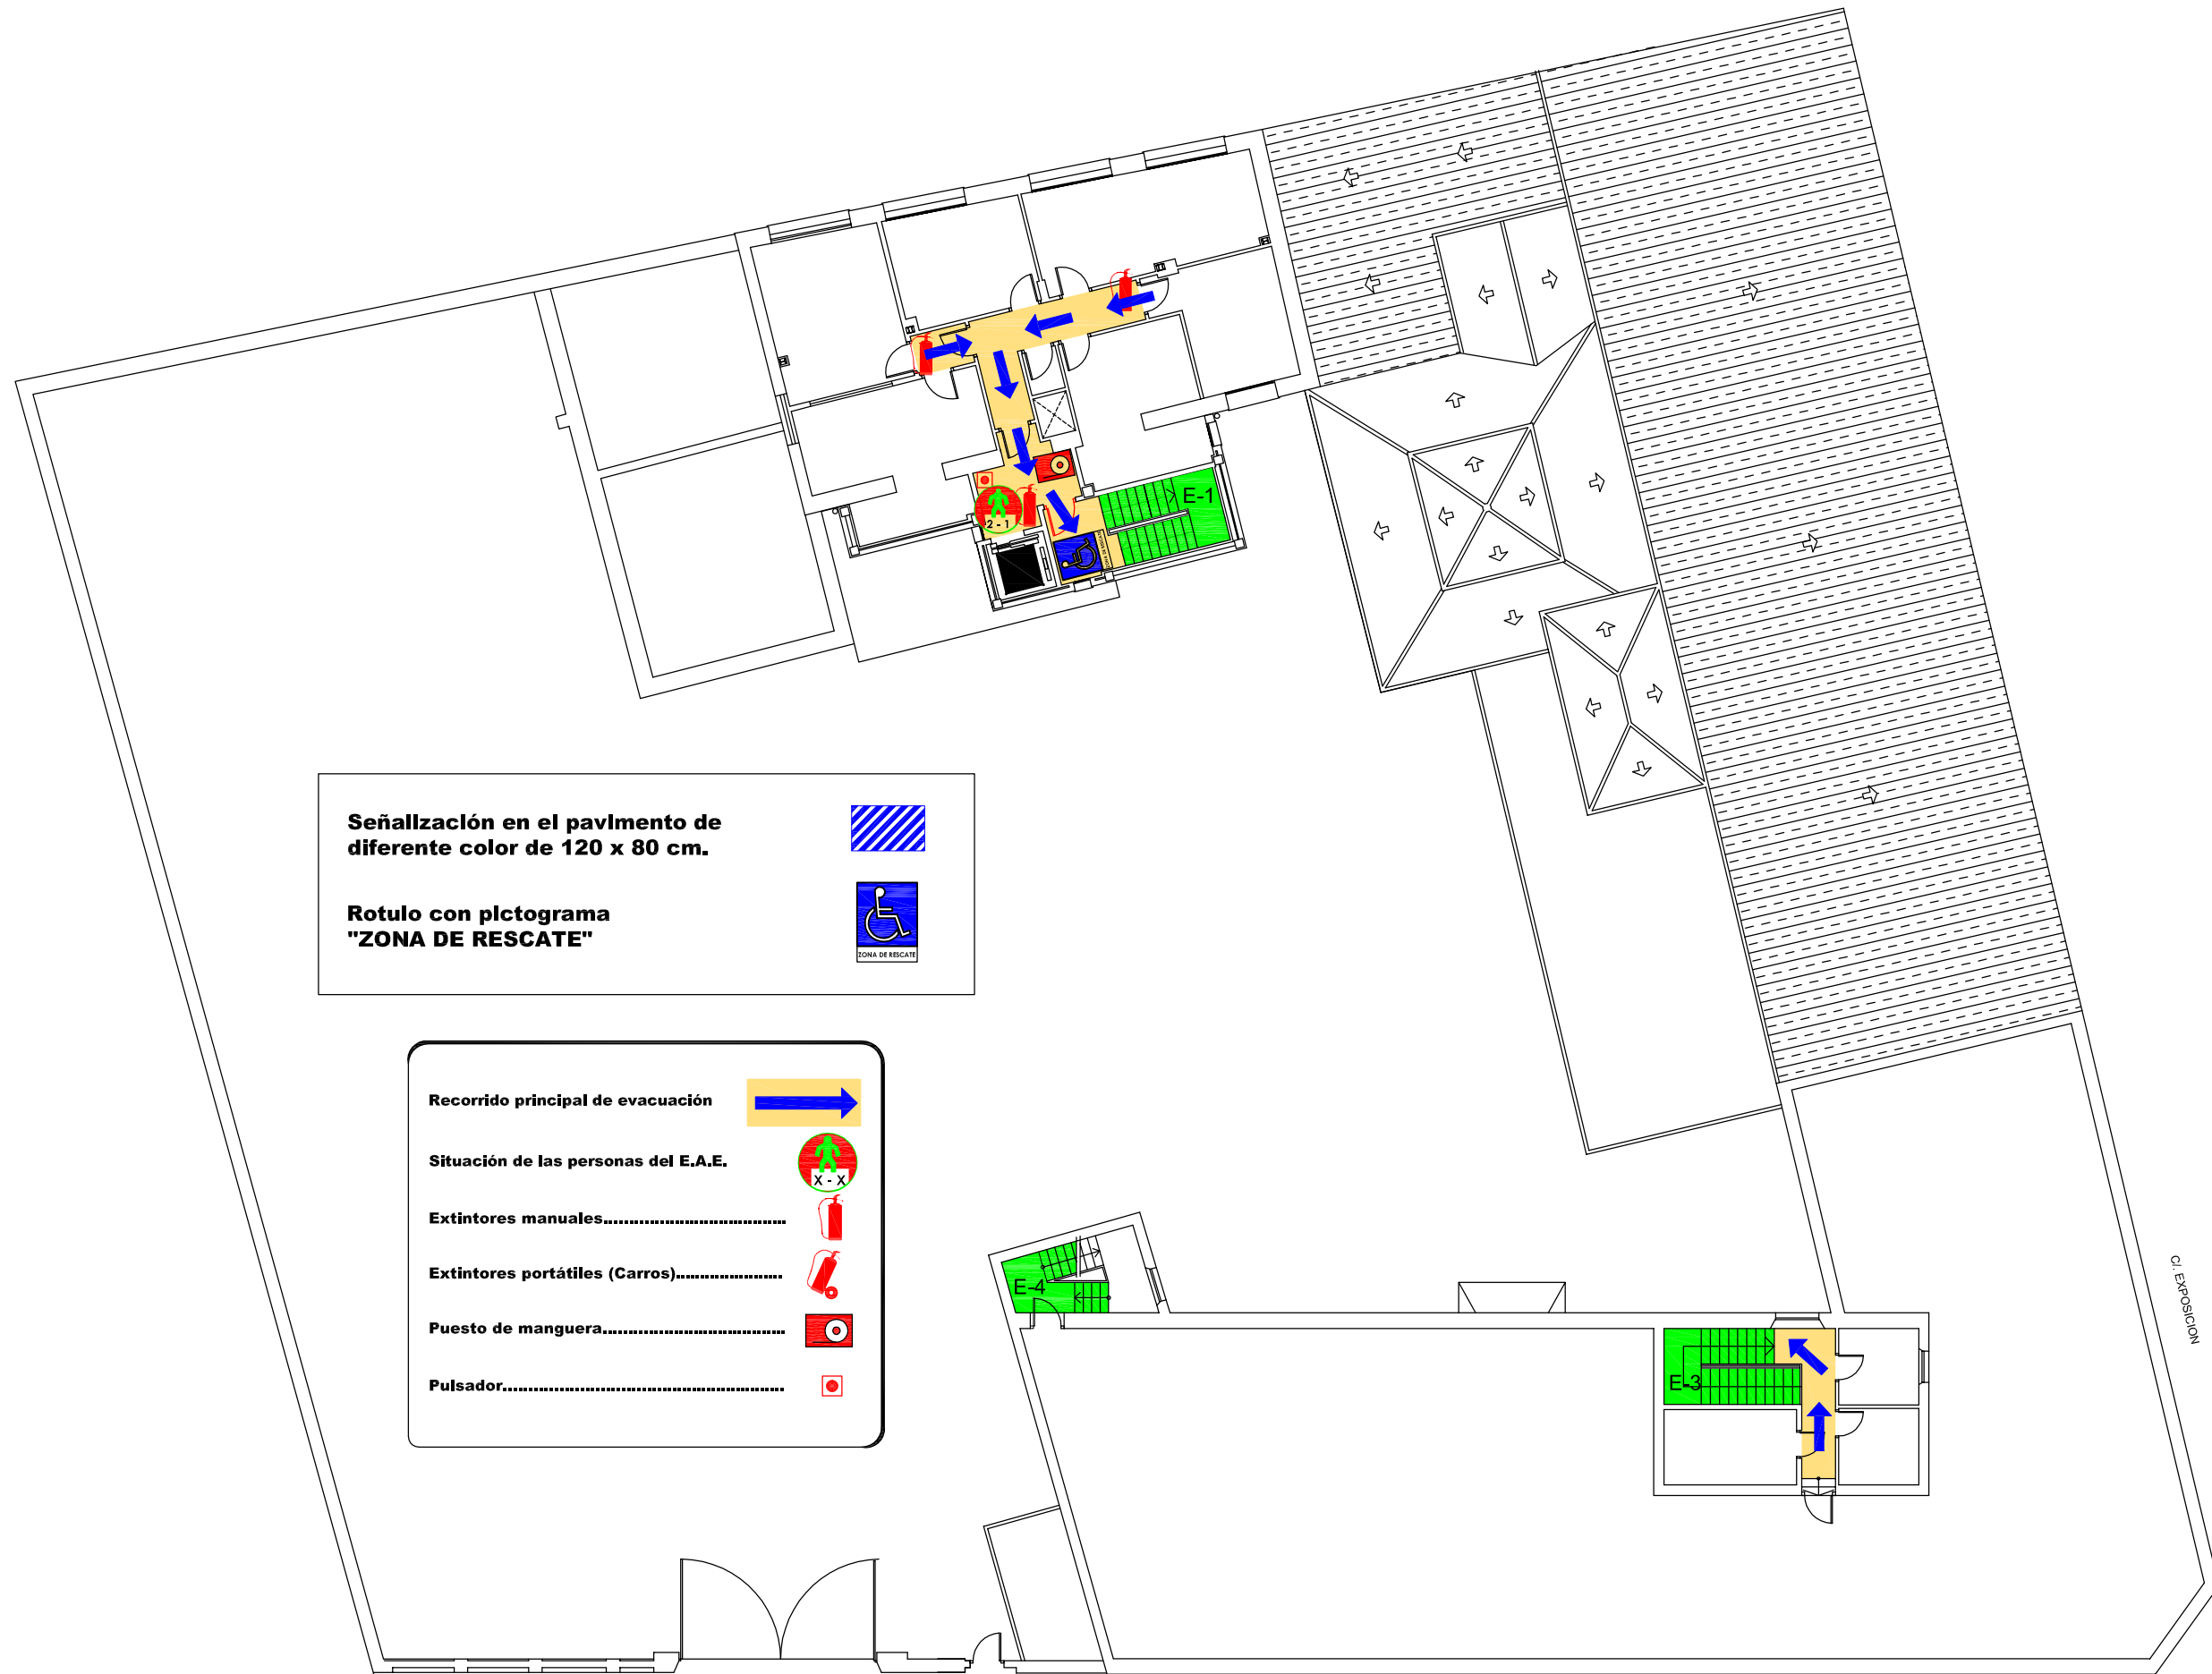 E-1
2 - 1
Señalización en el pavimento de
diferente color de 120 x 80 cm.
Rotulo con pictograma
"ZONA DE RESCATE"
ZONA DE RESCATE
Recorrido principal de evacuación
Situación de las personas del E.A.E.
X - X
Extintores manuales
Extintores portátiles (Carros)
Puesto de manguera
Pulsador
E-4
E-3
C/. EXPOSICION